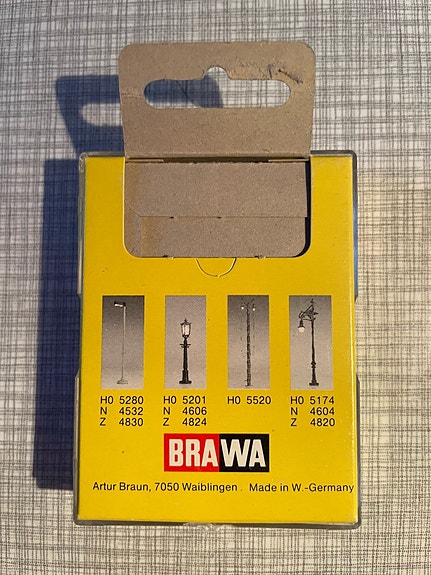 H0 5280
N 4532
Z 4830
H0 5201
N 4606
Z 4824
H0 5520
H0 5174
N 4604
Z 4820
BRAWA
Artur Braun, 7050 Waiblingen. Made in W.-Germany